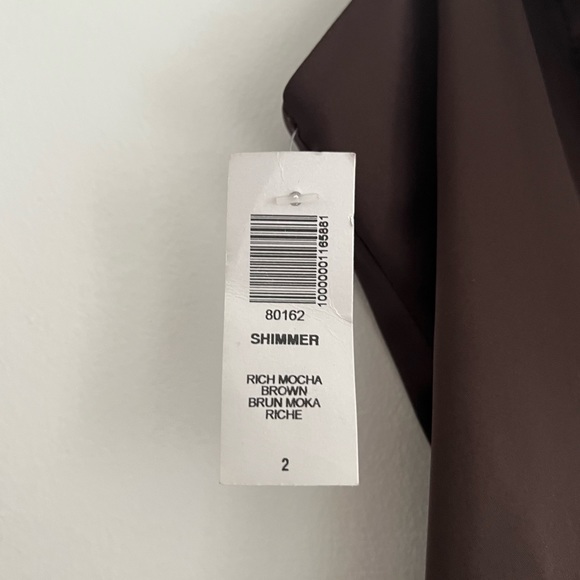 10000001165881
80162
SHIMMER
RICH MOCHA
BROWN
BRUN MOKA
RICHE
2